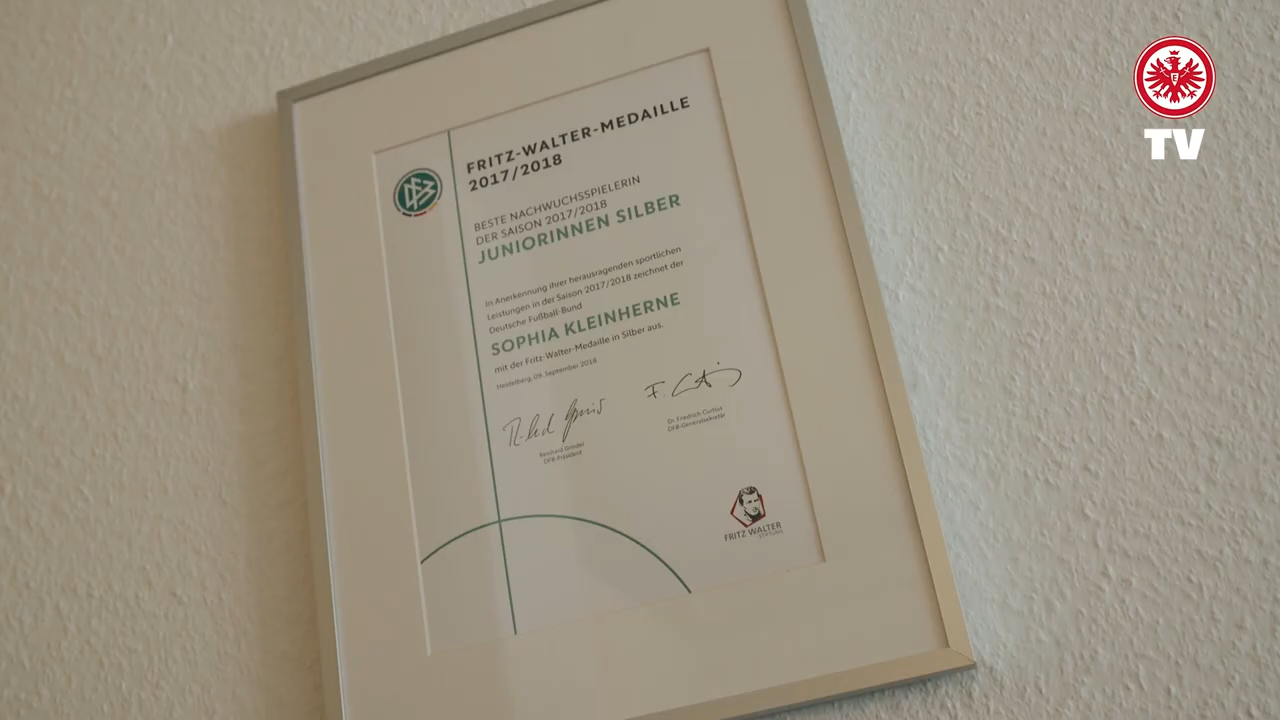 TV
FRITZ-WALTER-MEDAILLE
2017/2018
DFB
BESTE NACHWUCHSSPIELERIN
DER SAISON 2017/2018
JUNIORINNEN SILBER
In Anerkennung ihrer herausragenden sportlichen
Leistungen in der Saison 2017/2018 zeichnet der
Deutsche Fußball-Bund
SOPHIA KLEINHERNE
mit der Fritz-Walter-Medaille in Silber aus.
Heidelberg, 09. September 2018
Reinhard Grindel
DFB-Präsident
Dr. Friedrich Curtius
DFB-Generalsekretär
FRITZ WALTER
STIFTUNG